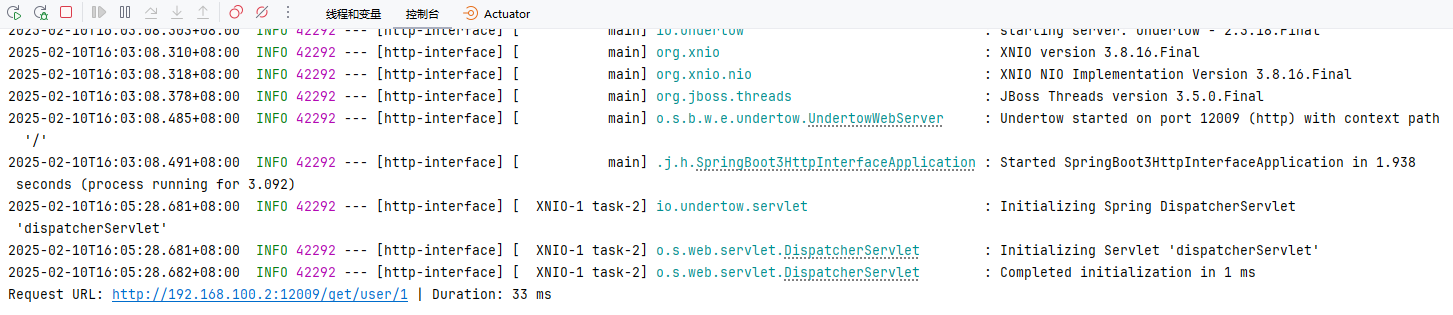 线程和变量 控制台 Actuator
2025-02-10T16:03:08.303+08:00  INFO 42292 --- [http-interface] [           main] io.undertow                              : starting server: Undertow - 2.3.18.Final
2025-02-10T16:03:08.310+08:00  INFO 42292 --- [http-interface] [           main] org.xnio                                 : XNIO version 3.8.16.Final
2025-02-10T16:03:08.318+08:00  INFO 42292 --- [http-interface] [           main] org.xnio.nio                             : XNIO NIO Implementation Version 3.8.16.Final
2025-02-10T16:03:08.378+08:00  INFO 42292 --- [http-interface] [           main] org.jboss.threads                        : JBoss Threads version 3.5.0.Final
2025-02-10T16:03:08.485+08:00  INFO 42292 --- [http-interface] [           main] o.s.b.w.e.undertow.UndertowWebServer     : Undertow started on port 12009 (http) with context path
'/'
2025-02-10T16:03:08.491+08:00  INFO 42292 --- [http-interface] [           main] .j.h.SpringBoot3HttpInterfaceApplication : Started SpringBoot3HttpInterfaceApplication in 1.938
seconds (process running for 3.092)
2025-02-10T16:05:28.681+08:00  INFO 42292 --- [http-interface] [  XNIO-1 task-2] io.undertow.servlet                      : Initializing Spring DispatcherServlet
'dispatcherServlet'
2025-02-10T16:05:28.681+08:00  INFO 42292 --- [http-interface] [  XNIO-1 task-2] o.s.web.servlet.DispatcherServlet        : Initializing Servlet 'dispatcherServlet'
2025-02-10T16:05:28.682+08:00  INFO 42292 --- [http-interface] [  XNIO-1 task-2] o.s.web.servlet.DispatcherServlet        : Completed initialization in 1 ms
Request URL: http://192.168.100.2:12009/get/user/1 | Duration: 33 ms